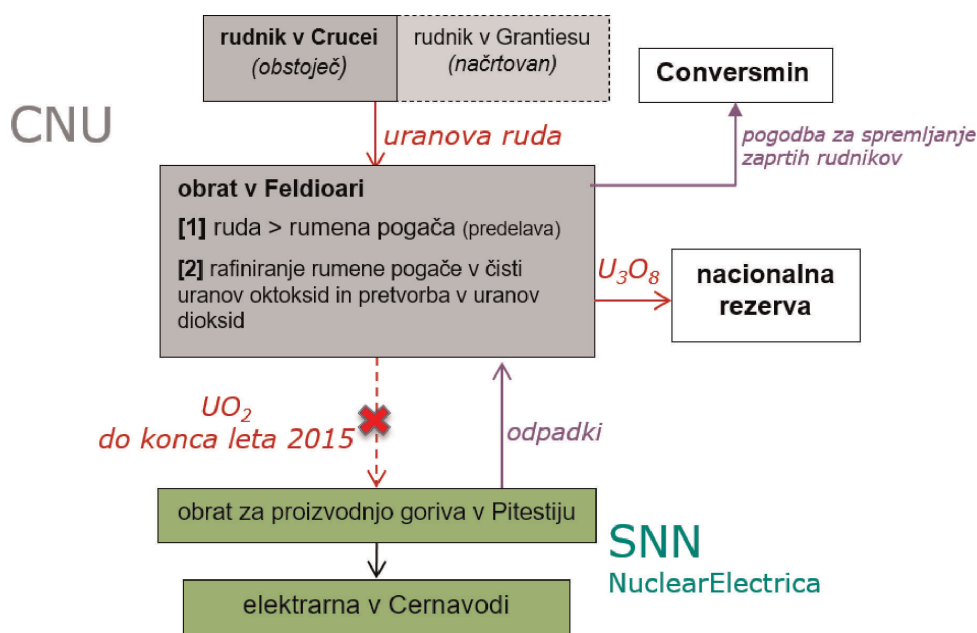 rudnik v Crucei
(obstoječ)
rudnik v Grantiesu
(načrtovan)
Conversmin
CNU
uranova ruda
pogodba za spremljanje
zaprtih rudnikov
obrat v Feldioari
[1] ruda > rumena pogača (predelava)
[2] rafiniranje rumene pogače v čisti
uranov oktoksid in pretvorba v uranov
dioksid
U₃O₈
nacionalna
rezerva
UO₂
do konca leta 2015
odpadki
obrat za proizvodnjo goriva v Pitestiju
SNN
NuclearElectrica
elektrarna v Cernavodi